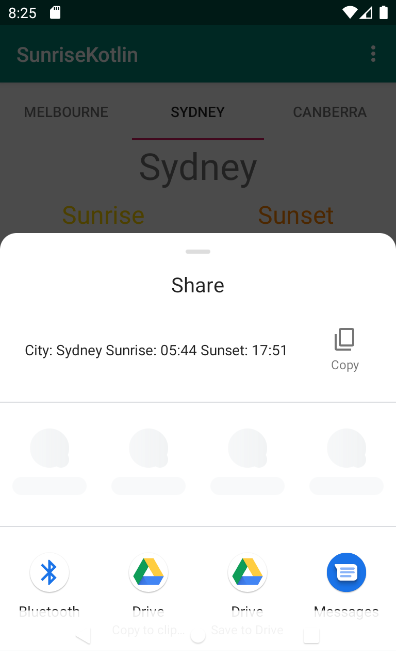 8:25
SunriseKotlin
MELBOURNE SYDNEY CANBERRA
Sydney
Sunrise Sunset
Share
City: Sydney Sunrise: 05:44 Sunset: 17:51
Copy
Bluetooth Drive Drive Messages
Copy to clip... Save to Drive